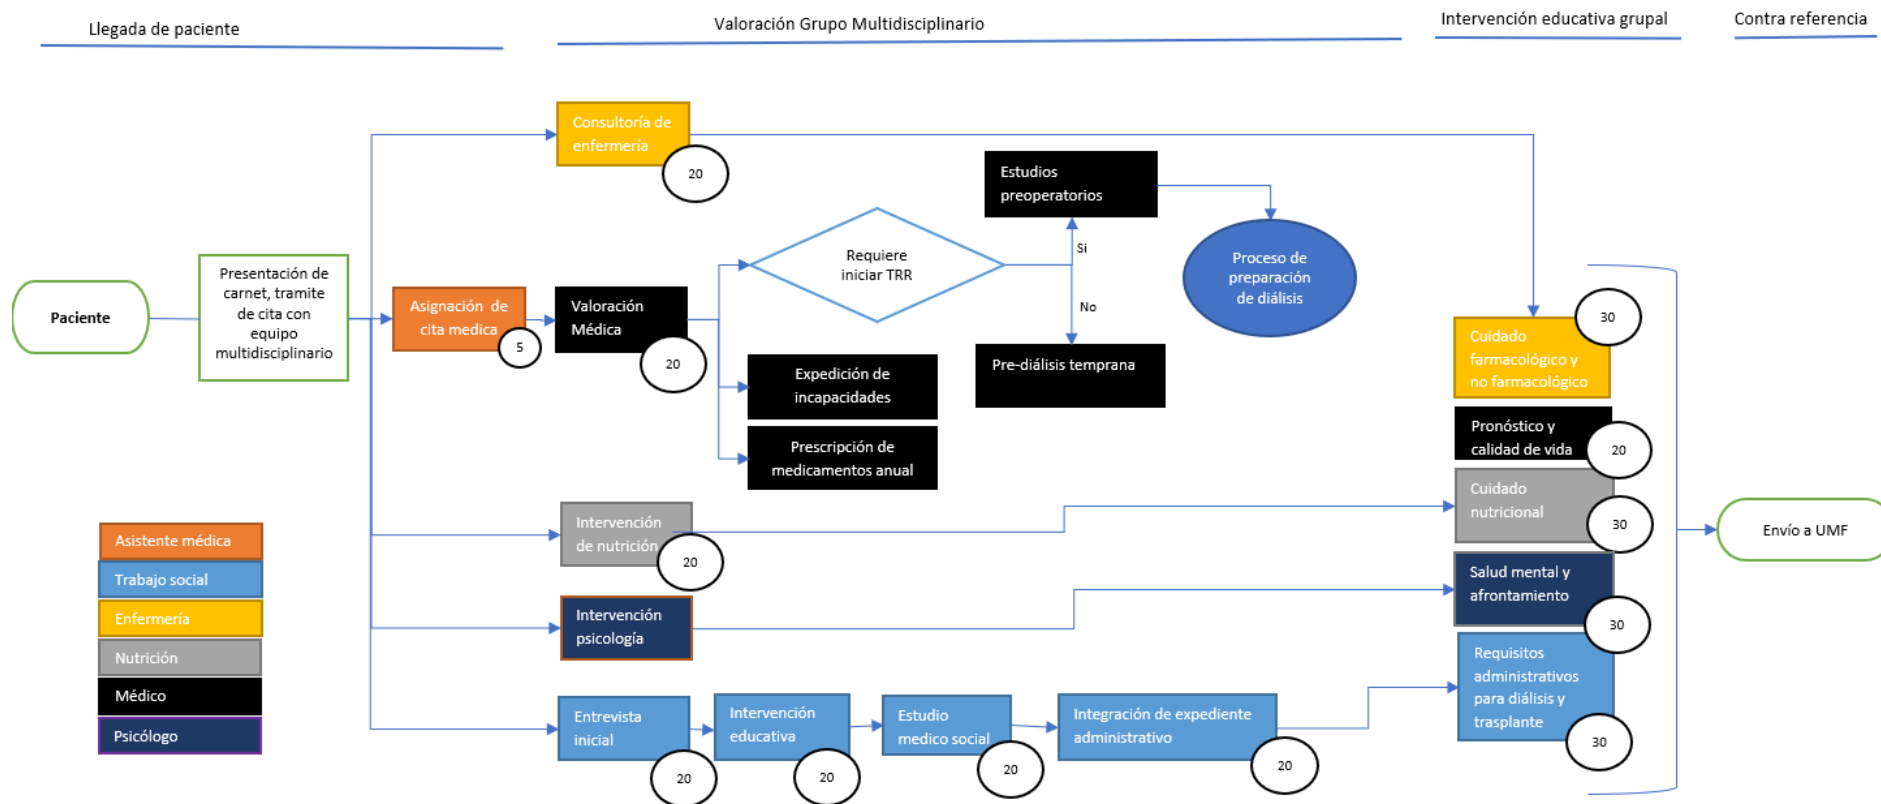 Llegada de paciente
Valoración Grupo Multidisciplinario
Intervención educativa grupal
Contra referencia
Consultoría de
enfermería
20
Estudios
preoperatorios
Requiere
iniciar TRR
Si
No
Proceso de
preparación
de diálisis
Paciente
Presentación de
carnet, tramite
de cita con
equipo
multidisciplinario
Asignación de
cita medica
5
Valoración
Médica
20
Pre-diálisis temprana
Expedición de
incapacidades
Prescripción de
medicamentos anual
30
Cuidado
farmacológico y
no farmacológico
Pronóstico y
calidad de vida
20
Cuidado
nutricional
30
Intervención
de nutrición
20
Envío a UMF
Salud mental y
afrontamiento
30
Intervención
psicología
Asistente médica
Trabajo social
Enfermería
Nutrición
Médico
Psicólogo
Entrevista
inicial
20
Intervención
educativa
20
Estudio
medico social
20
Integración de expediente
administrativo
20
Requisitos
administrativos
para diálisis y
trasplante
30